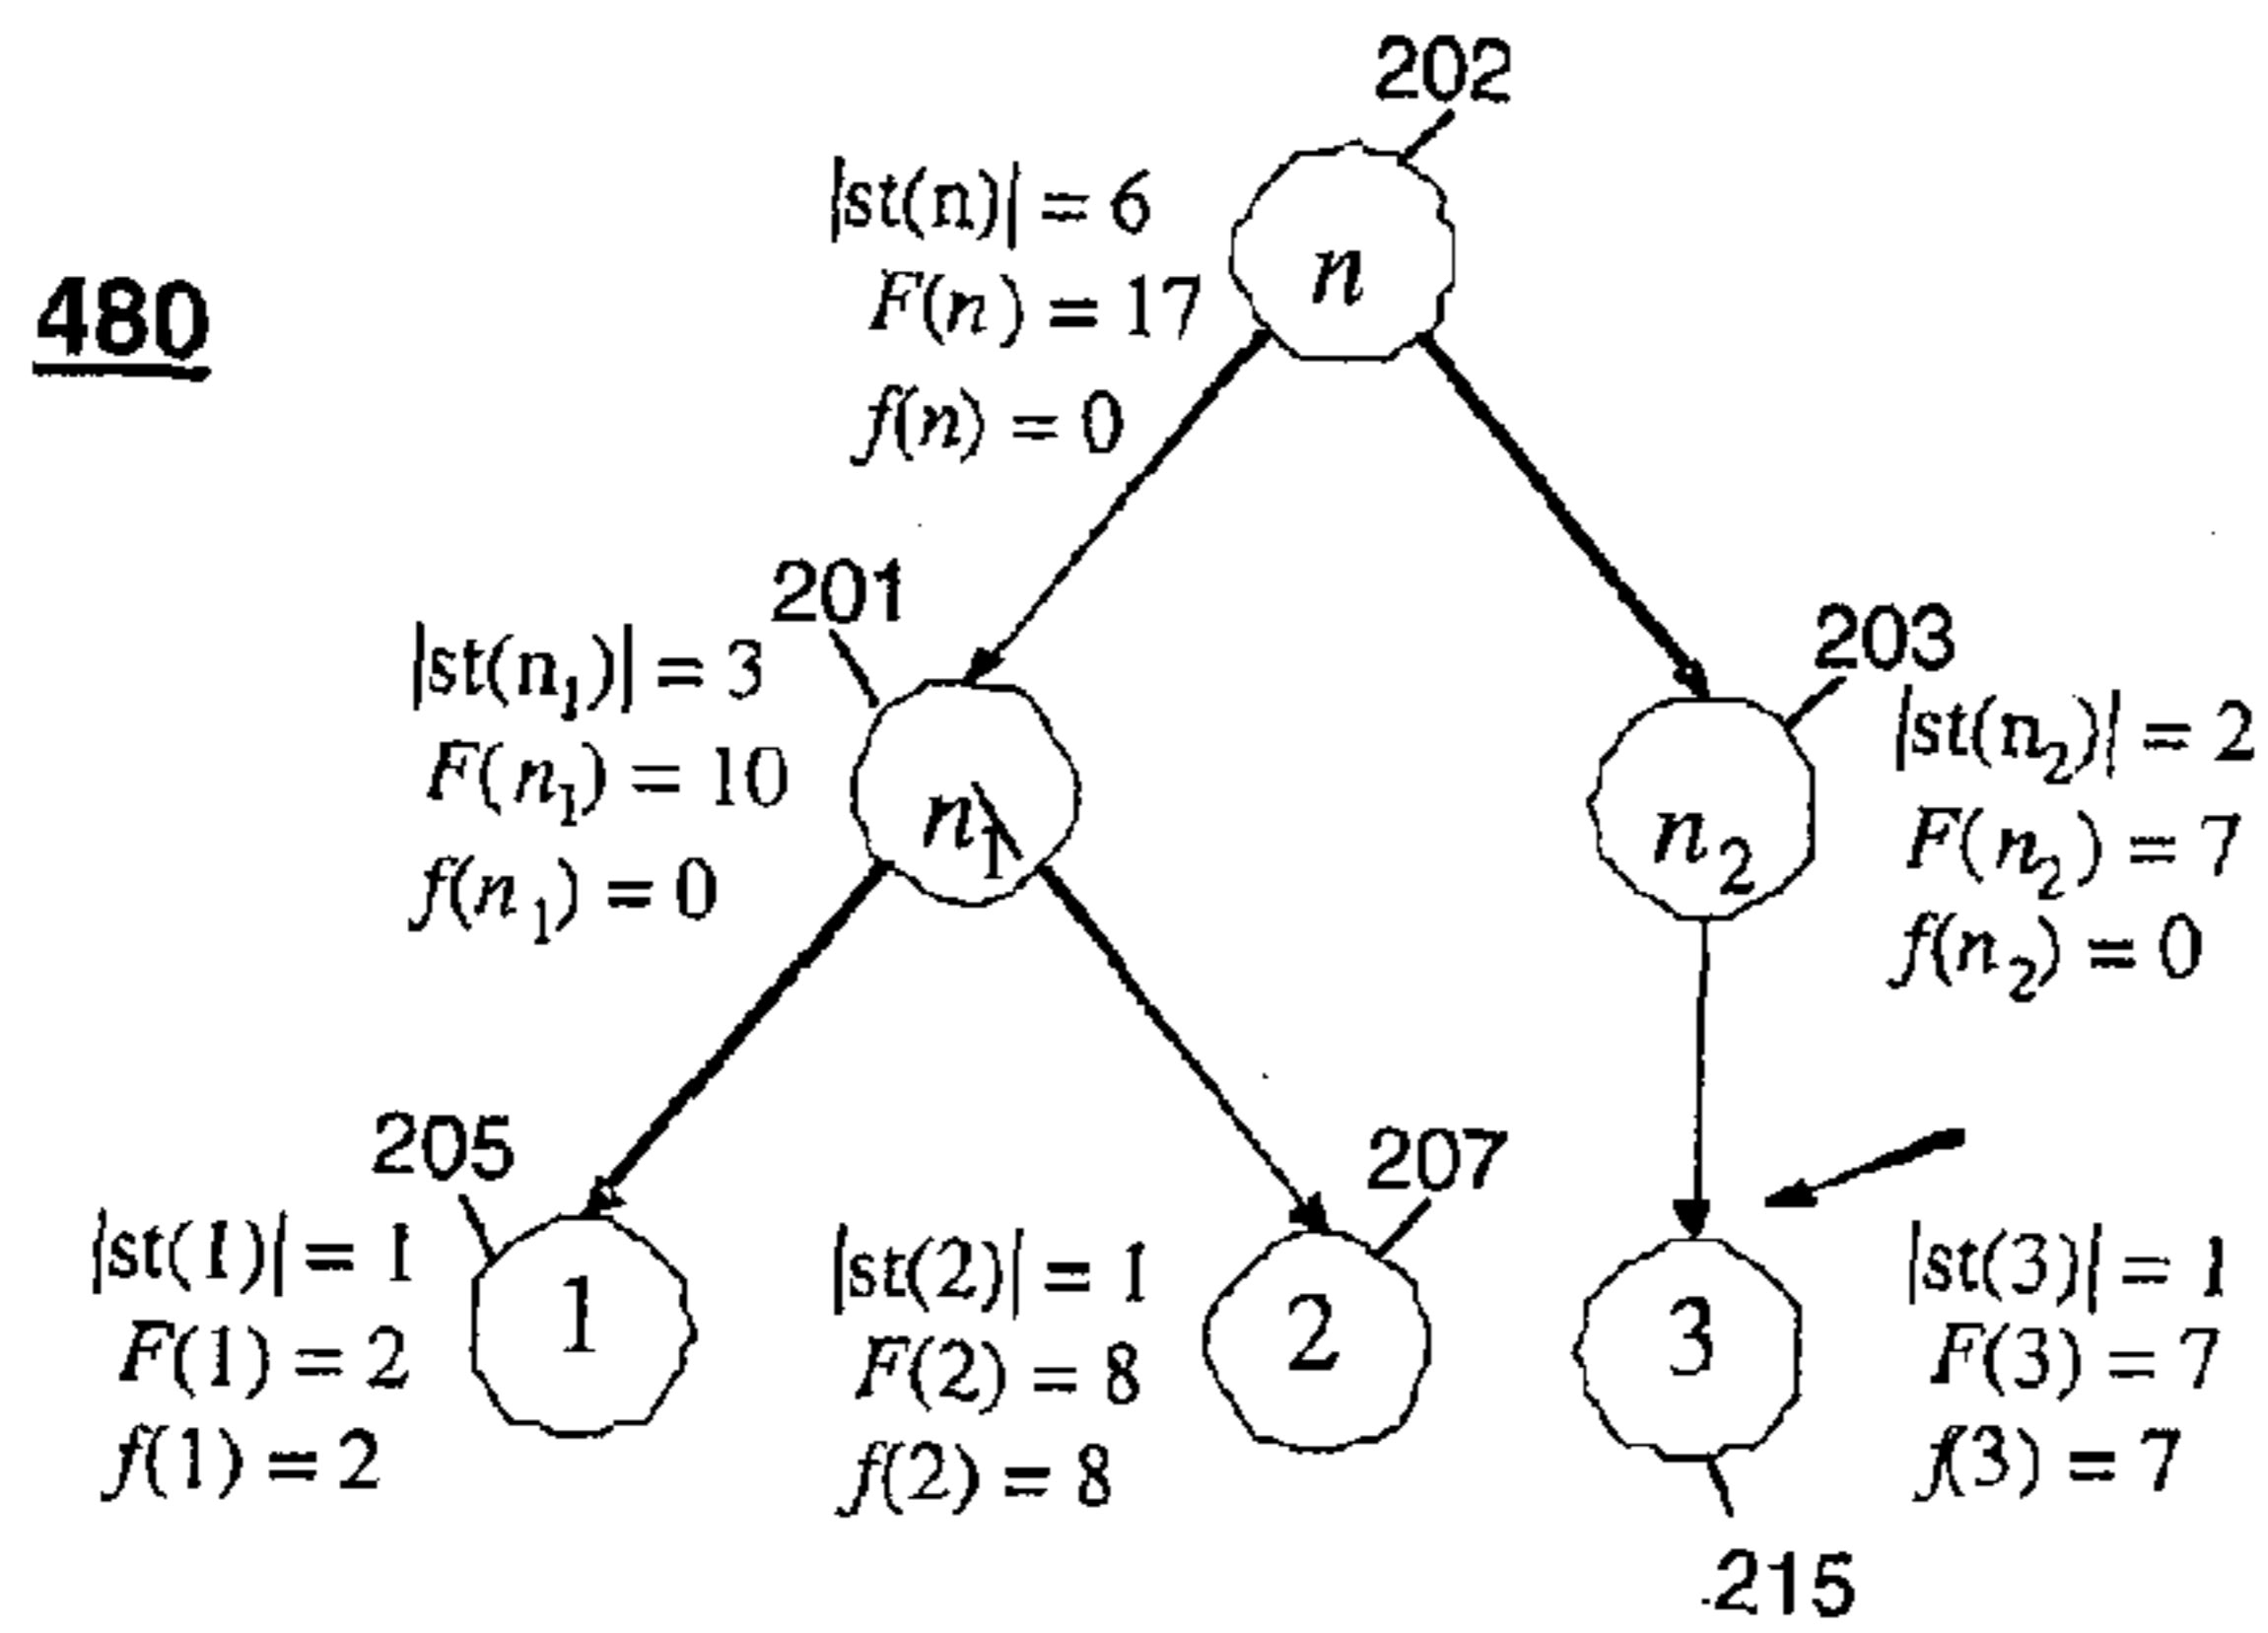 202
|st(n)| = 6
F(n) = 17
f(n) = 0
n
480
201
|st(n₁)| = 3
F(n₁) = 10
f(n₁) = 0
n₁
203
|st(n₂)| = 2
F(n₂) = 7
f(n₂) = 0
n₂
205
|st(1)| = 1
F(1) = 2
f(1) = 2
1
207
|st(2)| = 1
F(2) = 8
f(2) = 8
2
3
|st(3)| = 1
F(3) = 7
f(3) = 7
215